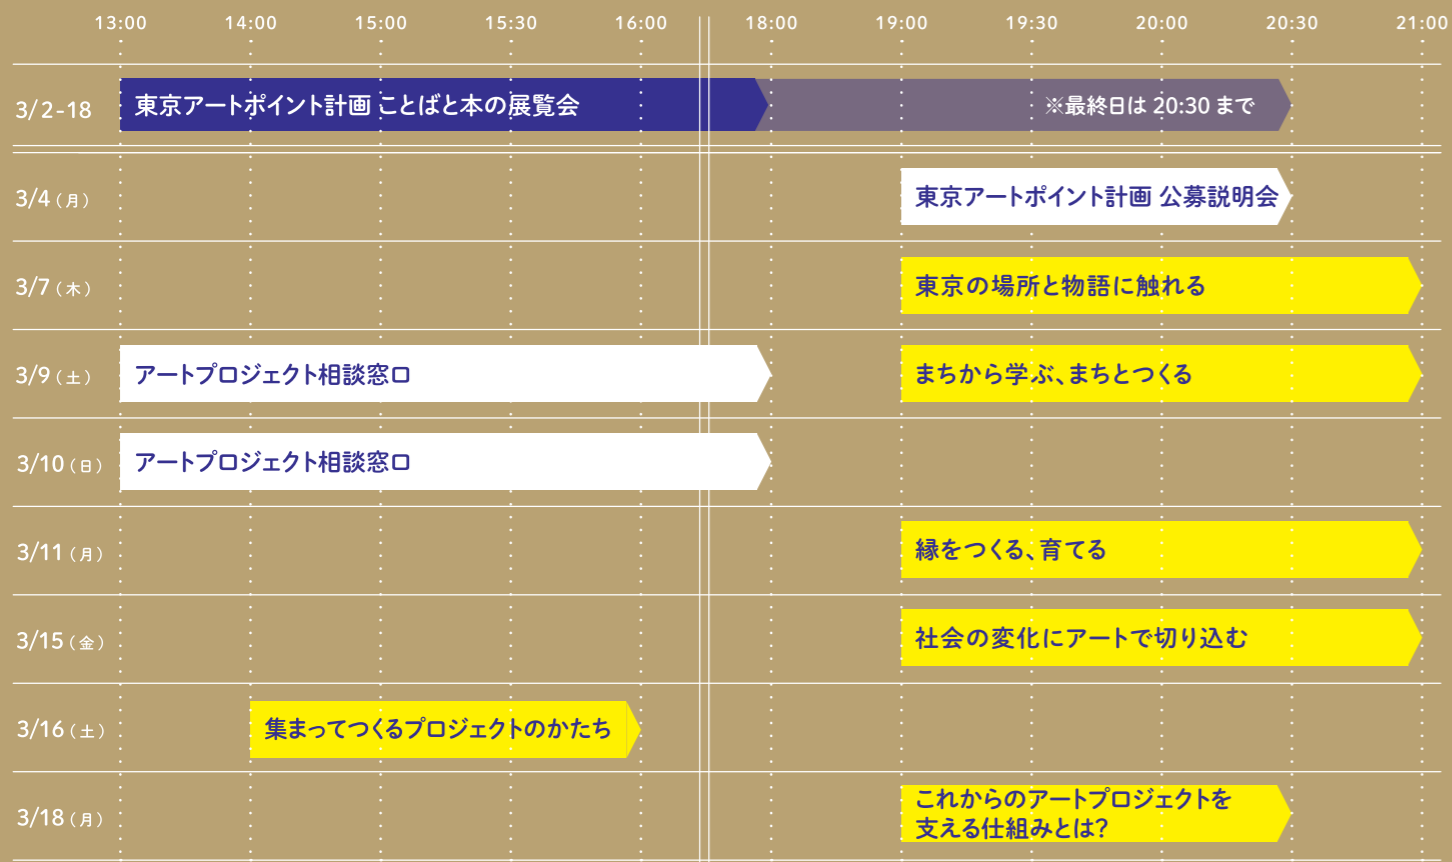 13:00 14:00 15:00 15:30 16:00 18:00 19:00 19:30 20:00 20:30 21:00
3/2-18 東京アートポイント計画 ことばと本の展覧会 ※最終日は 20:30 まで
3/4（月） 東京アートポイント計画 公募説明会
3/7（木） 東京の場所と物語に触れる
3/9（土） アートプロジェクト相談窓口 まちから学ぶ、まちとつくる
3/10（日） アートプロジェクト相談窓口
3/11（月） 縁をつくる、育てる
3/15（金） 社会の変化にアートで切り込む
3/16（土） 集まってつくるプロジェクトのかたち
3/18（月） これからのアートプロジェクトを
支える仕組みとは?